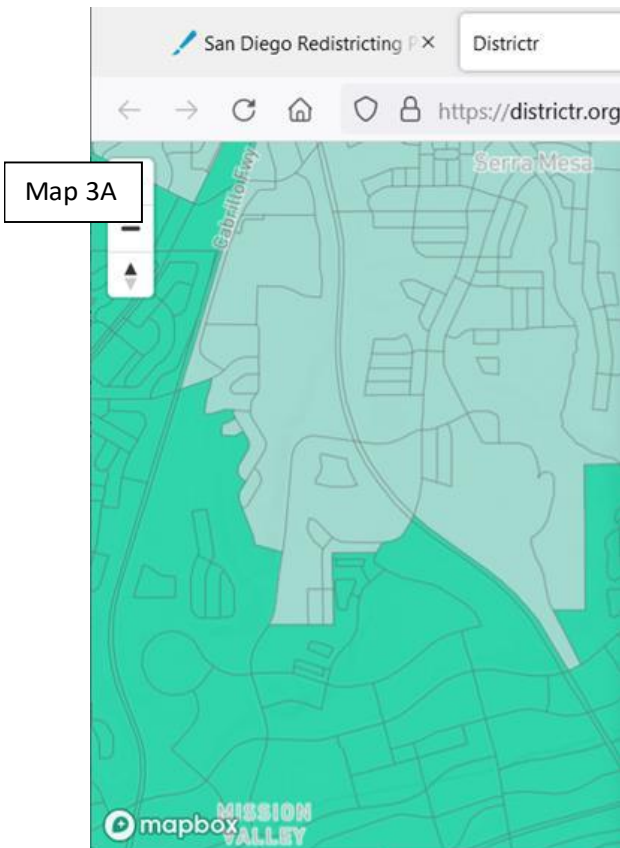 San Diego Redistricting P
Districtr
https://districtr.org
Map 3A
Serra Mesa
Cabrillo Fwy
mapbox
MISSION
VALLEY